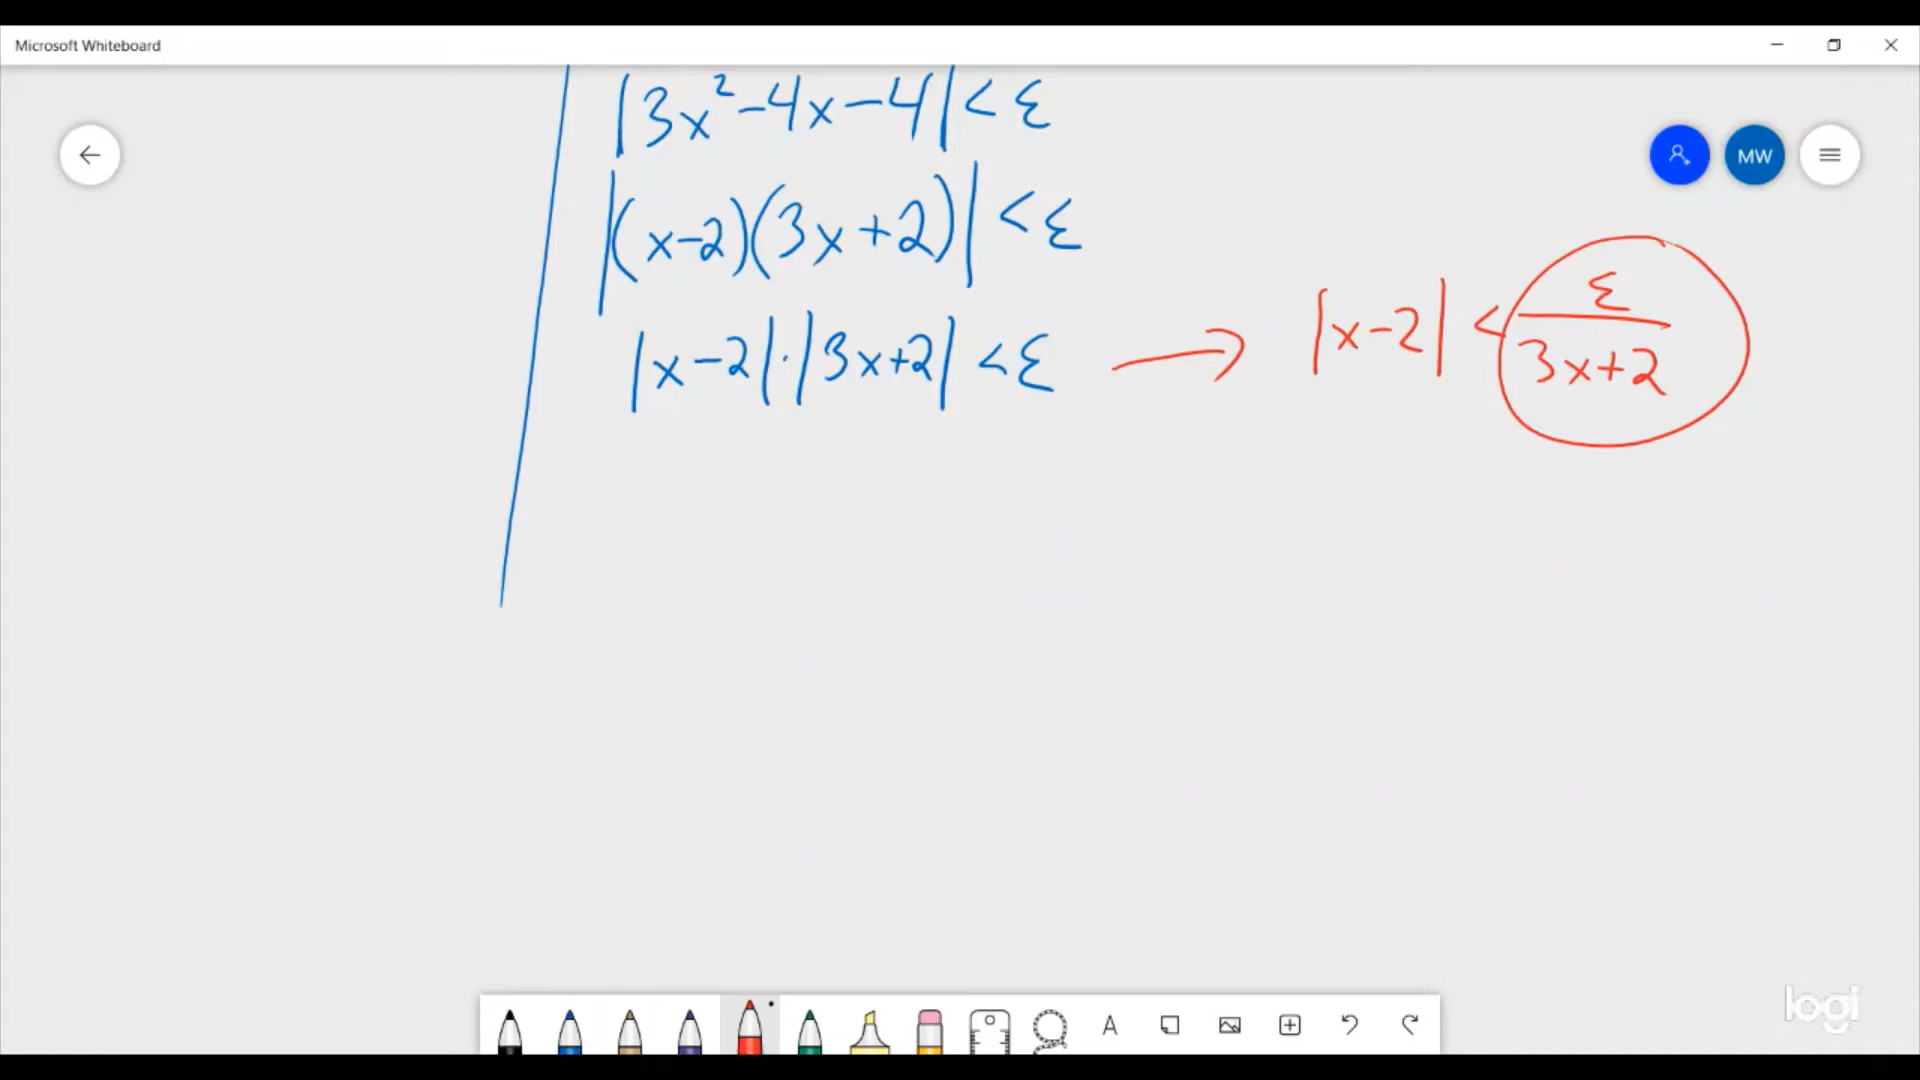 Microsoft Whiteboard
|3x²-4x-4|<ε
|(x-2)(3x+2)|<ε
|x-2|·|3x+2|<ε → |x-2|<ε/3x+2
MW
A
logi